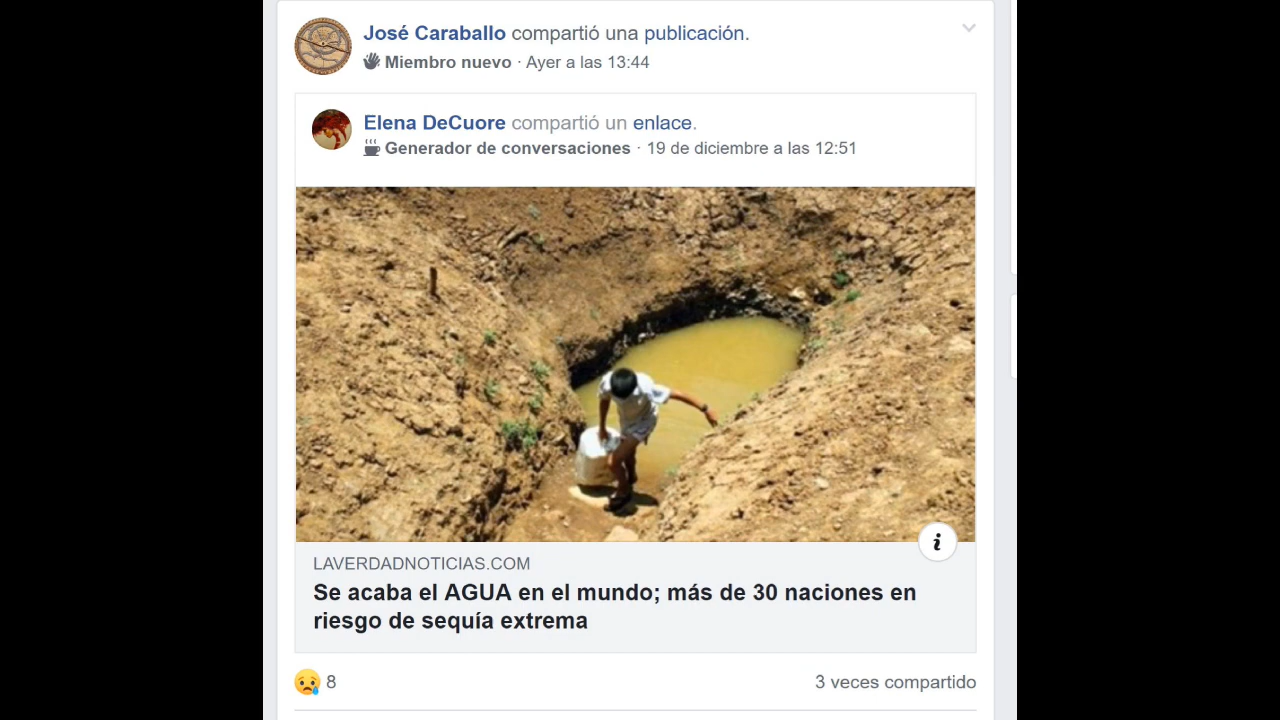 José Caraballo compartió una publicación.
Miembro nuevo · Ayer a las 13:44
Elena DeCuore compartió un enlace.
Generador de conversaciones · 19 de diciembre a las 12:51
i
LAVERDADNOTICIAS.COM
Se acaba el AGUA en el mundo; más de 30 naciones en
riesgo de sequía extrema
8
3 veces compartido